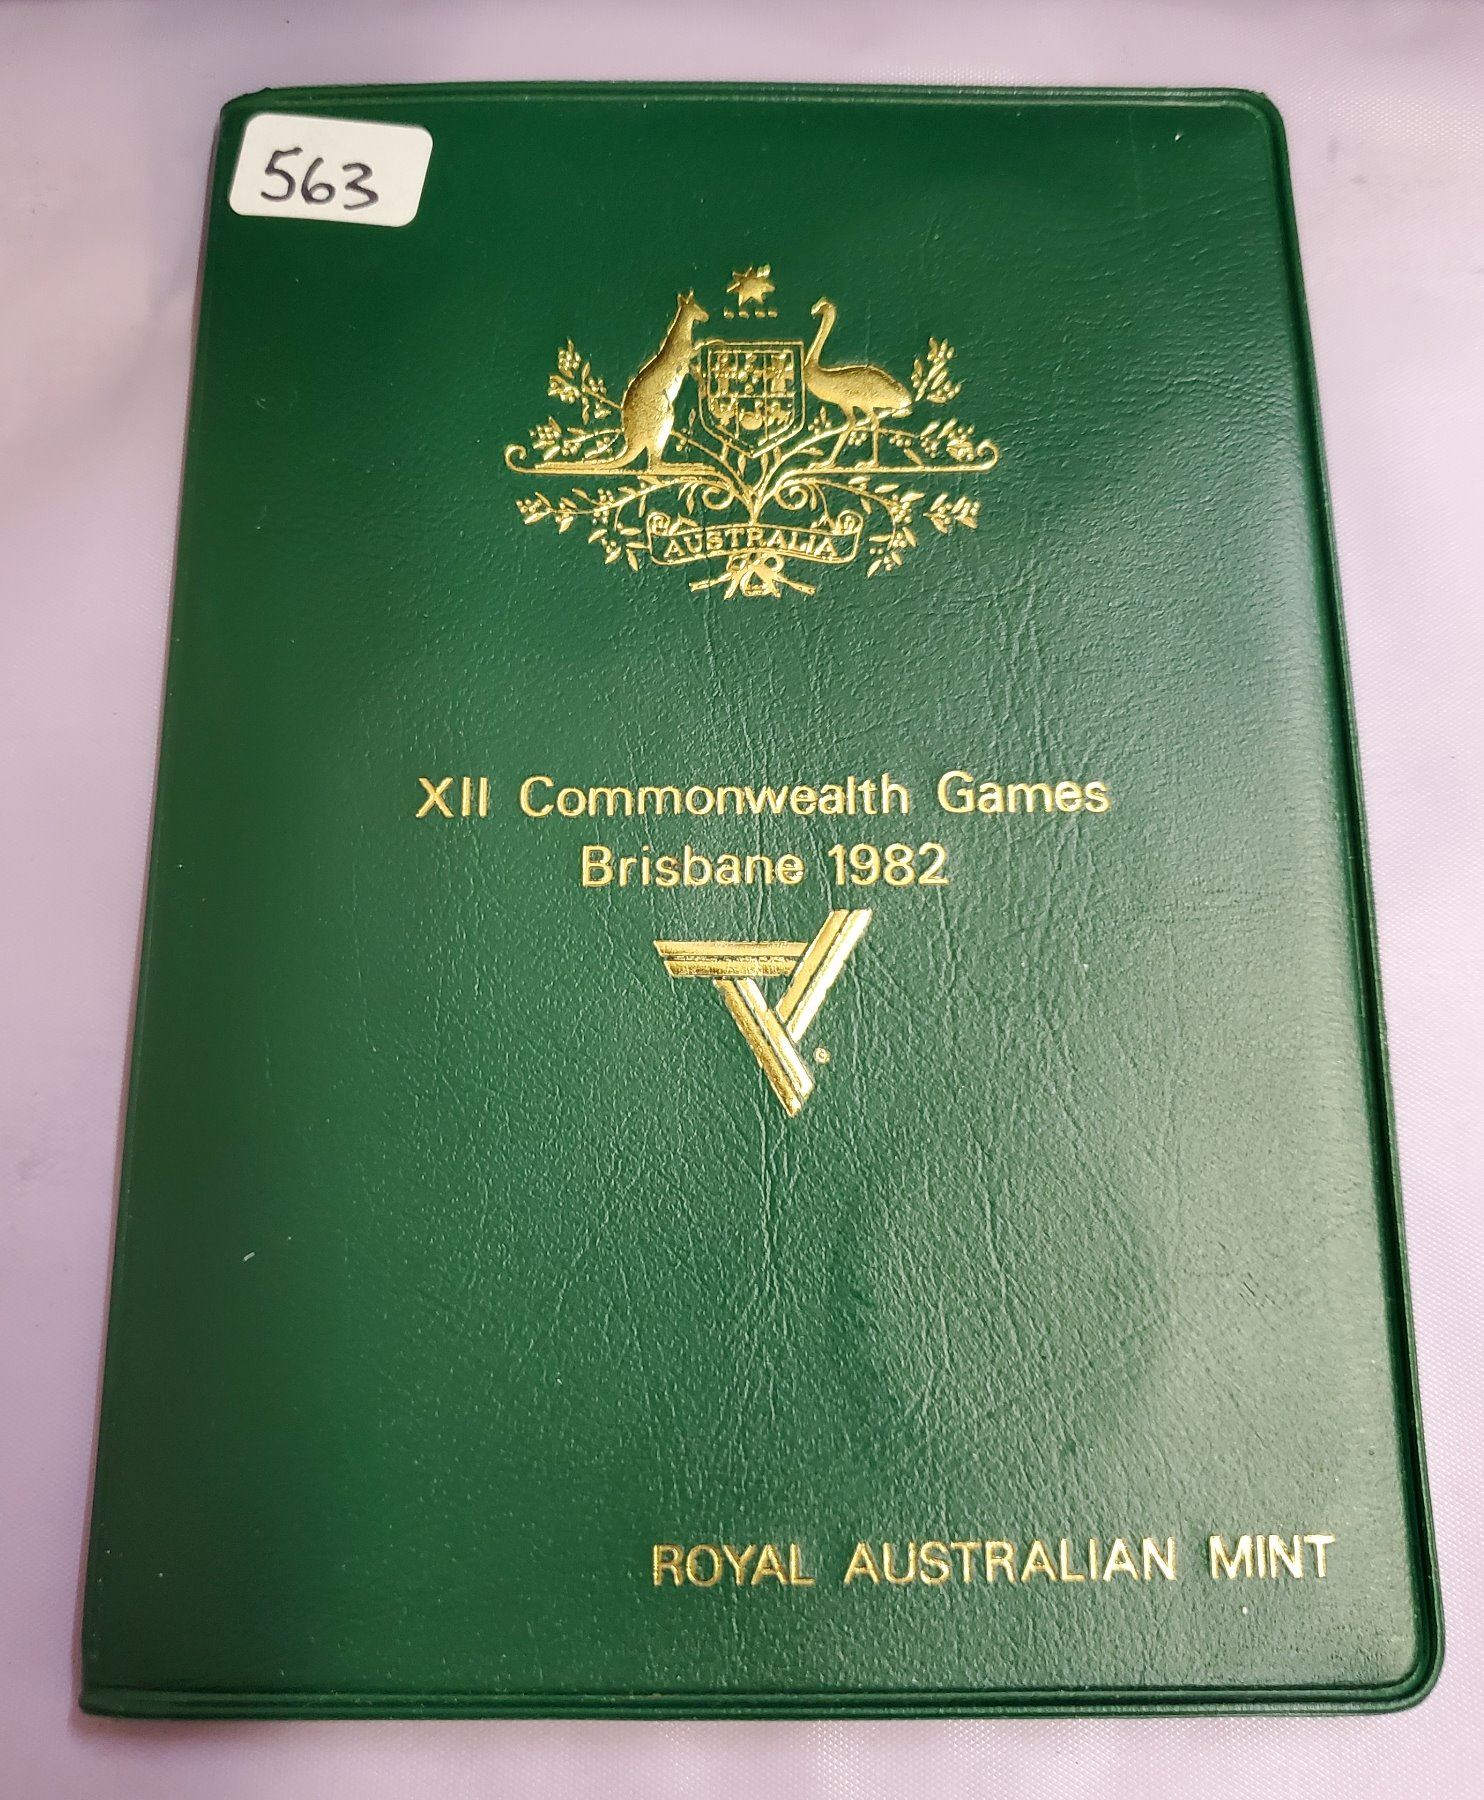 563
AUSTRALIA
XII Commonwealth Games
Brisbane 1982
®
ROYAL AUSTRALIAN MINT